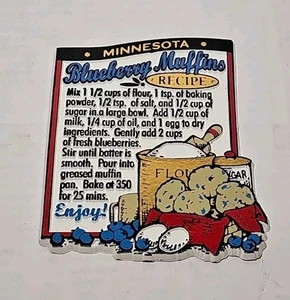 • MINNESOTA •
Blueberry Muffins
• RECIPE •
Mix 1 1/2 cups of flour, 1 tsp. of baking
powder, 1/2 tsp. of salt, and 1/2 cup of
sugar in a large bowl. Add 1/2 cup of
milk, 1/4 cup of oil, and 1 egg to dry
ingredients. Gently add 2 cups
of fresh blueberries.
Stir until batter is
smooth. Pour into
greased muffin
pan. Bake at 350
for 25 mins.
Enjoy!
FLOU
GAR